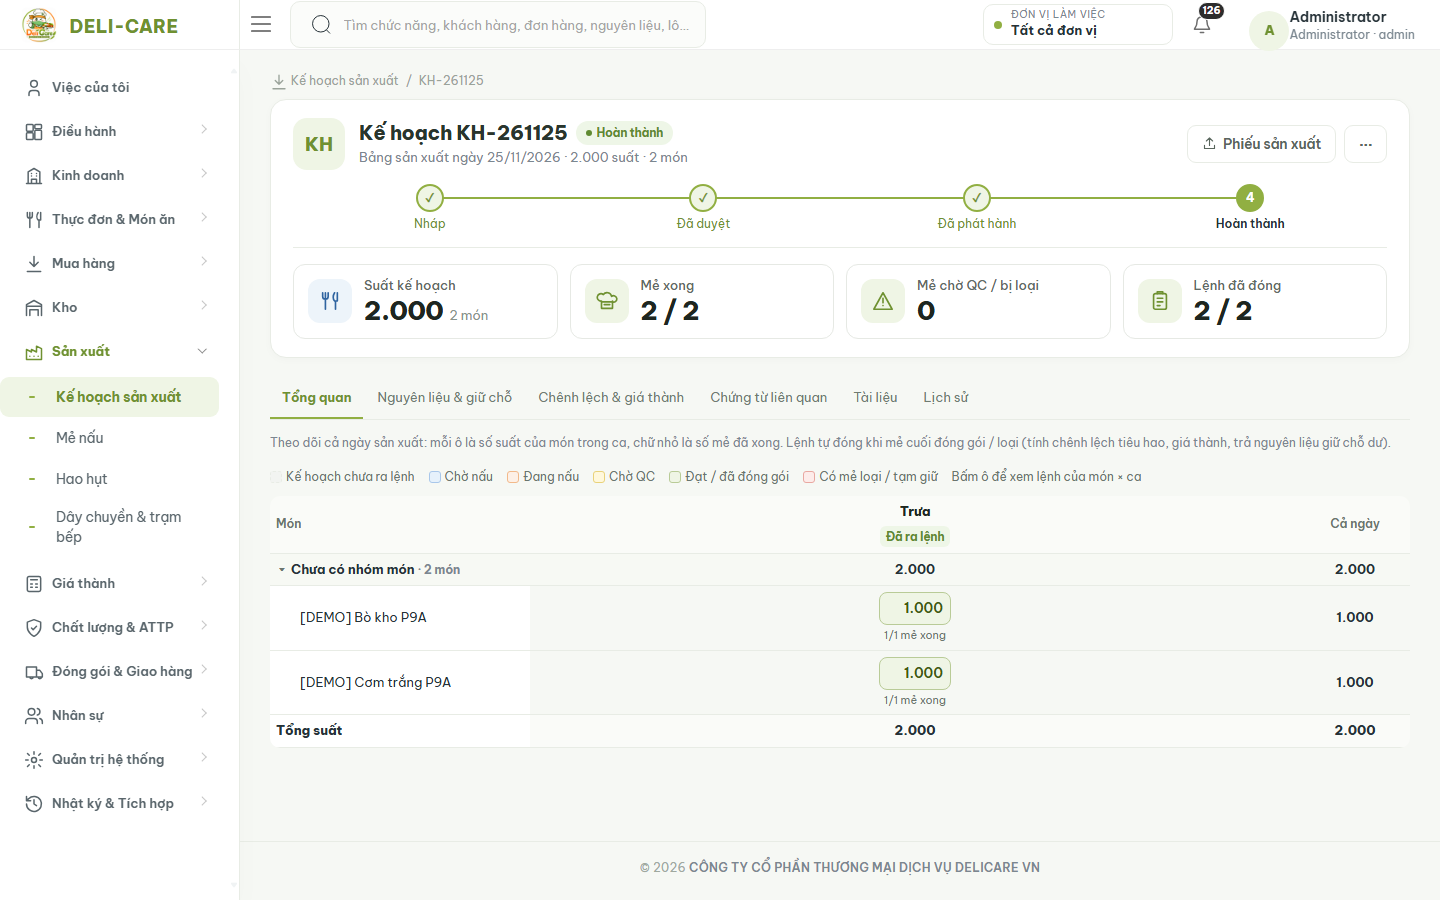 DELI-CARE
Tìm chức năng, khách hàng, đơn hàng, nguyên liệu, lô...
ĐƠN VỊ LÀM VIỆC
Tất cả đơn vị
126
A
Administrator
Administrator · admin
Việc của tôi
Điều hành
Kinh doanh
Thực đơn & Món ăn
Mua hàng
Kho
Sản xuất
Kế hoạch sản xuất
Mẻ nấu
Hao hụt
Dây chuyền & trạm
bếp
Giá thành
Chất lượng & ATTP
Đóng gói & Giao hàng
Nhân sự
Quản trị hệ thống
Nhật ký & Tích hợp
Kế hoạch sản xuất / KH-261125
KH
Kế hoạch KH-261125
Hoàn thành
Bảng sản xuất ngày 25/11/2026 · 2.000 suất · 2 món
Phiếu sản xuất
...
Nháp
Đã duyệt
Đã phát hành
4
Hoàn thành
Suất kế hoạch
2.000 2 món
Mẻ xong
2 / 2
Mẻ chờ QC / bị loại
0
Lệnh đã đóng
2 / 2
Tổng quan
Nguyên liệu & giữ chỗ
Chênh lệch & giá thành
Chứng từ liên quan
Tài liệu
Lịch sử
Theo dõi cả ngày sản xuất: mỗi ô là số suất của món trong ca, chữ nhỏ là số mẻ đã xong. Lệnh tự đóng khi mẻ cuối đóng gói / loại (tính chênh lệch tiêu hao, giá thành, trả nguyên liệu giữ chỗ dư).
Kế hoạch chưa ra lệnh
Chờ nấu
Đang nấu
Chờ QC
Đạt / đã đóng gói
Có mẻ loại / tạm giữ
Bấm ô để xem lệnh của món × ca
Món
Trưa
Đã ra lệnh
Cả ngày
Chưa có nhóm món · 2 món
2.000
2.000
[DEMO] Bò kho P9A
1.000
1/1 mẻ xong
1.000
[DEMO] Cơm trắng P9A
1.000
1/1 mẻ xong
1.000
Tổng suất
2.000
2.000
© 2026 CÔNG TY CỔ PHẦN THƯƠNG MẠI DỊCH VỤ DELICARE VN